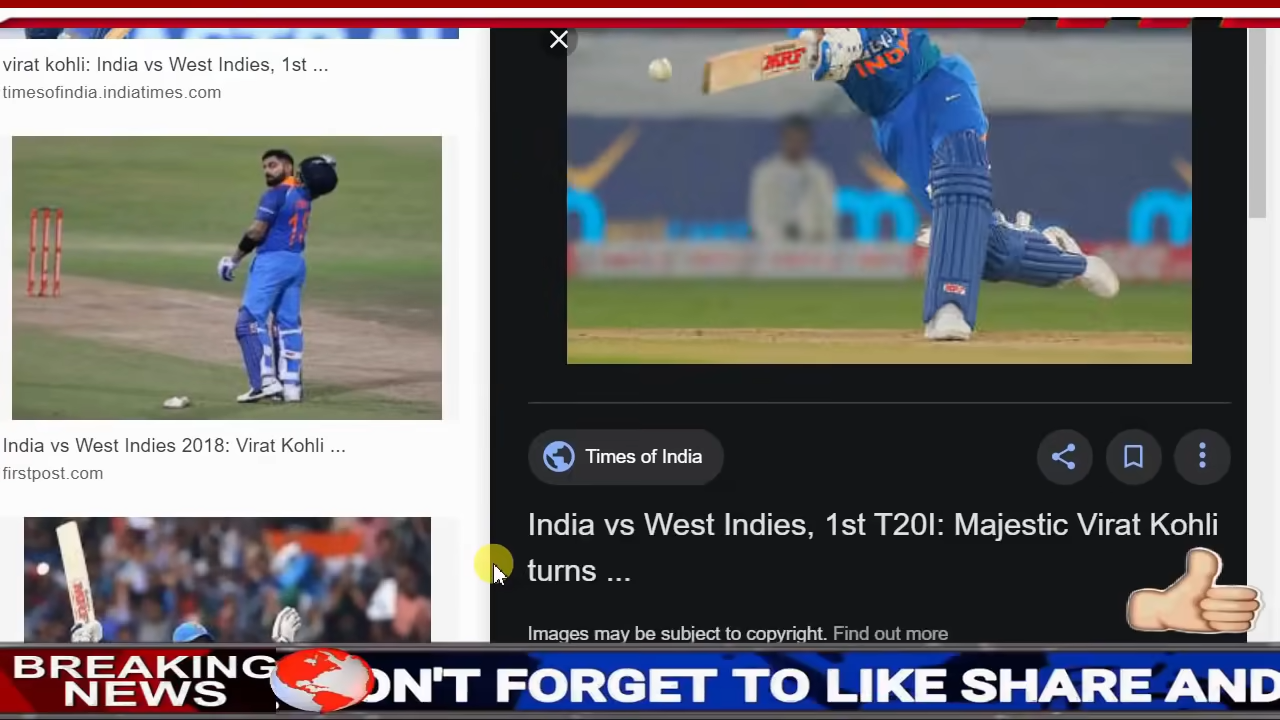 virat kohli: India vs West Indies, 1st ...
timesofindia.indiatimes.com
India vs West Indies 2018: Virat Kohli ...
firstpost.com
MRF
INDI
Times of India
India vs West Indies, 1st T20I: Majestic Virat Kohli
turns ...
Images may be subject to copyright. Find out more
BREAKING
NEWS
ON'T FORGET TO LIKE SHARE AND